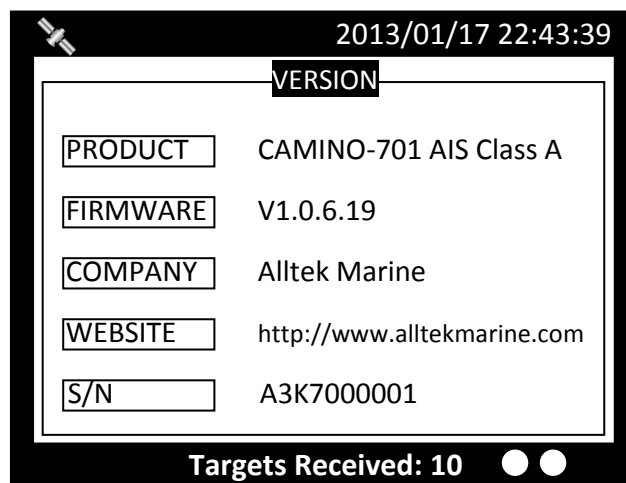 2013/01/17 22:43:39
VERSION
PRODUCT CAMINO-701 AIS Class A
FIRMWARE V1.0.6.19
COMPANY Alltek Marine
WEBSITE http://www.alltekmarine.com
S/N A3K7000001
Targets Received: 10